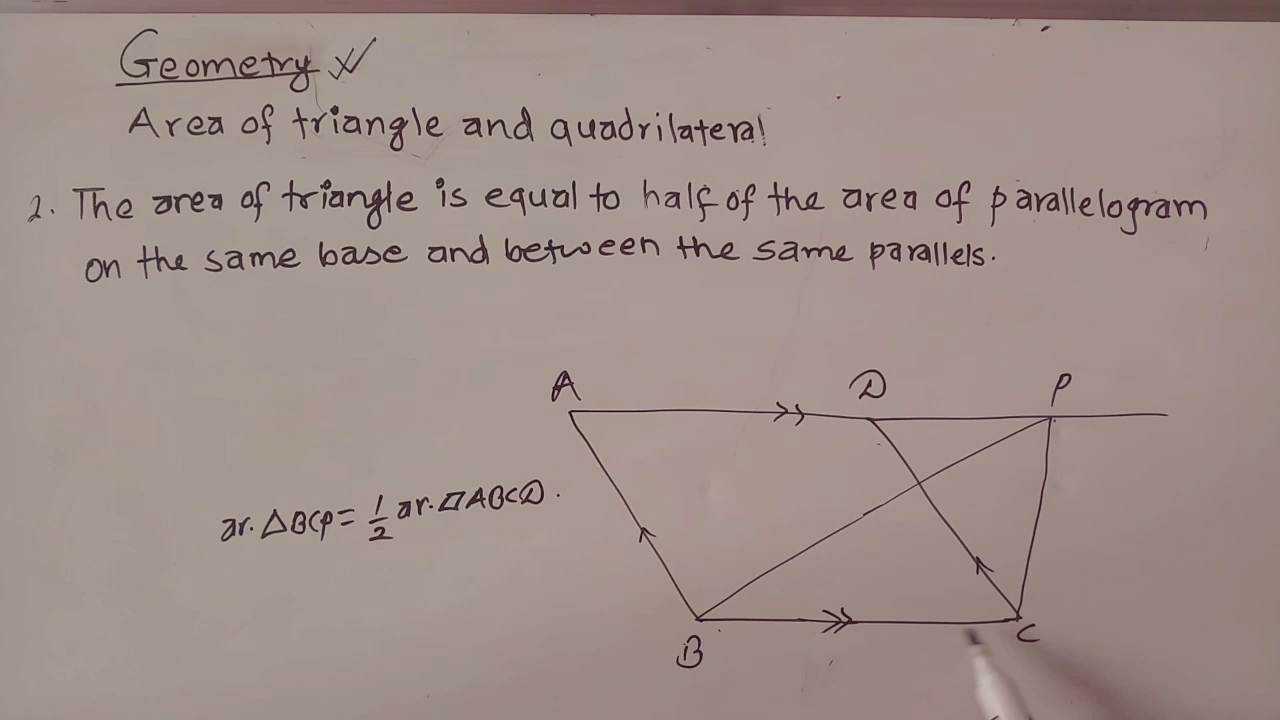 Geometry
Area of triangle and quadrilateral
2. The area of triangle is equal to half of the area of parallelogram
on the same base and between the same parallels.
A D P
ar. △BCP = 1/2 ar. ▱ABCD.
B C